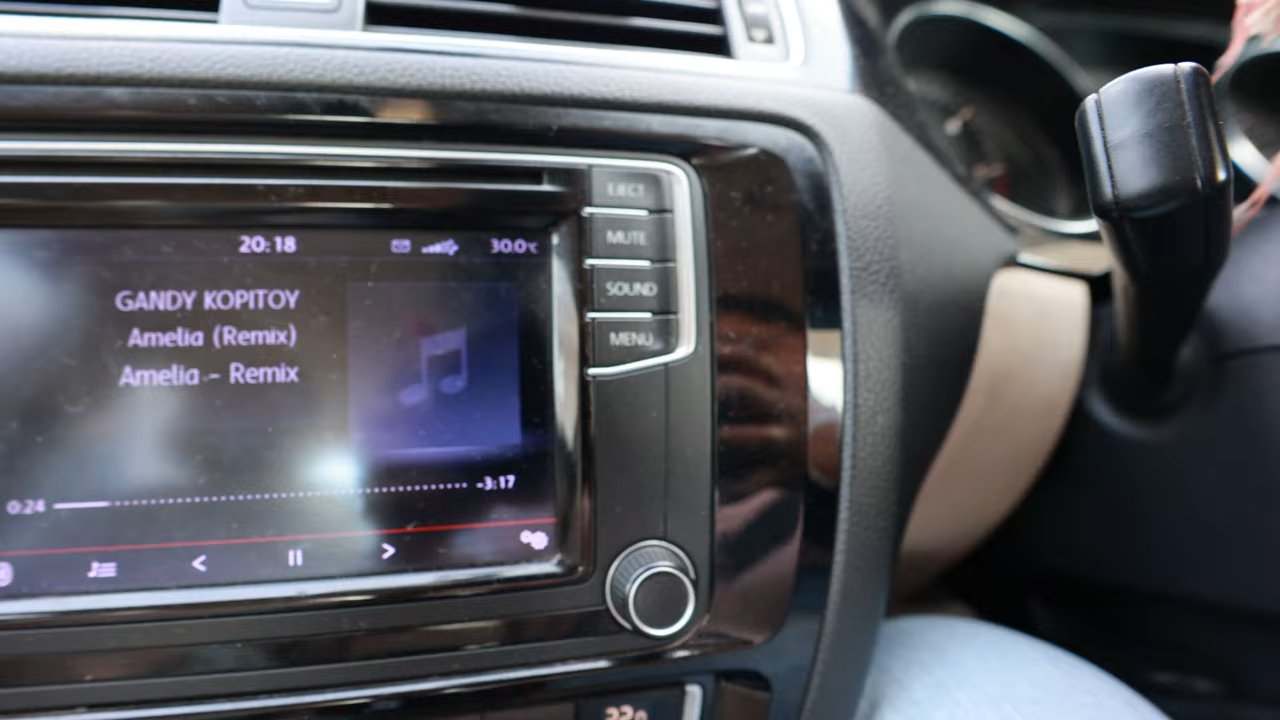 EJECT
MUTE
SOUND
MENU
20:18
30.0°c
GANDY KOPITOY
Amelia (Remix)
Amelia - Remix
0:24
-3:17